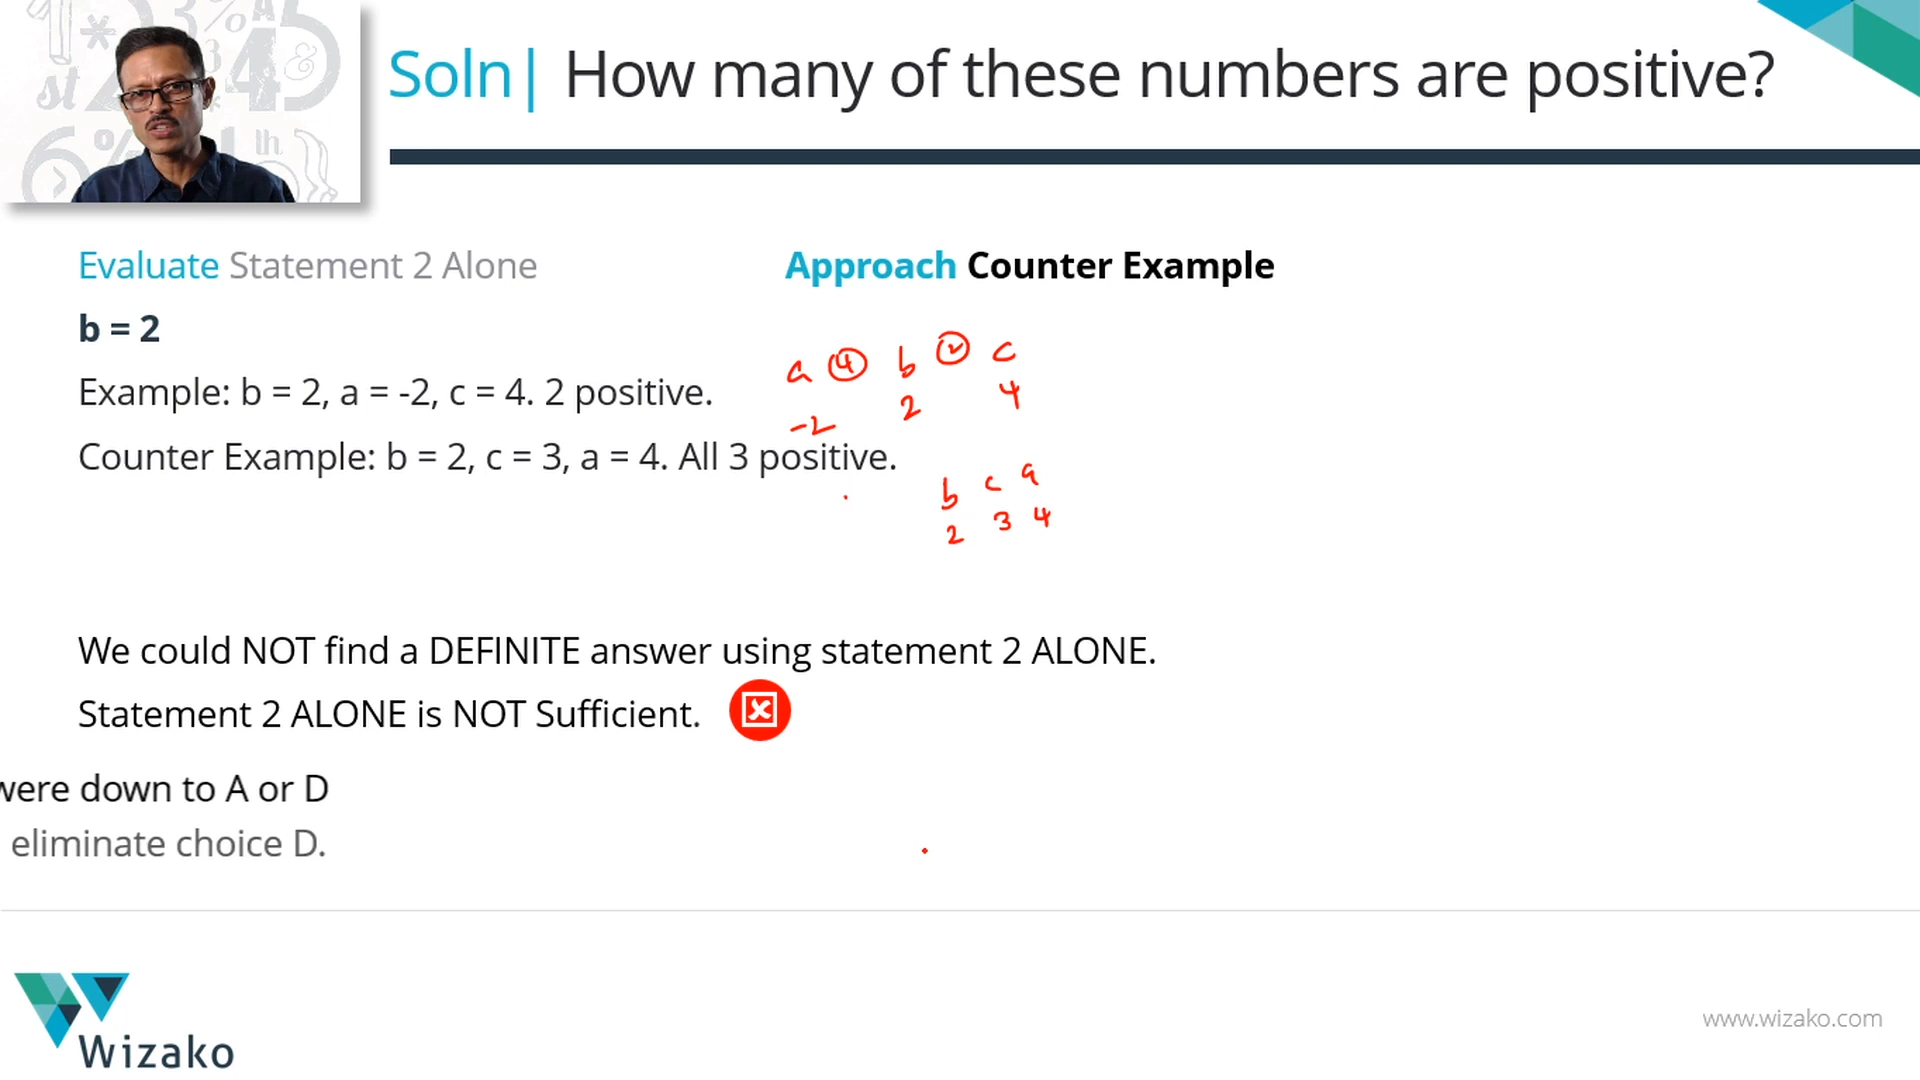 Soln| How many of these numbers are positive?
Evaluate Statement 2 Alone
Approach Counter Example
b = 2
a ④ b ② c
Example: b = 2, a = -2, c = 4. 2 positive.
-2 2 4
Counter Example: b = 2, c = 3, a = 4. All 3 positive.
b c a
2 3 4
We could NOT find a DEFINITE answer using statement 2 ALONE.
Statement 2 ALONE is NOT Sufficient.
were down to A or D
eliminate choice D.
Wizako
www.wizako.com